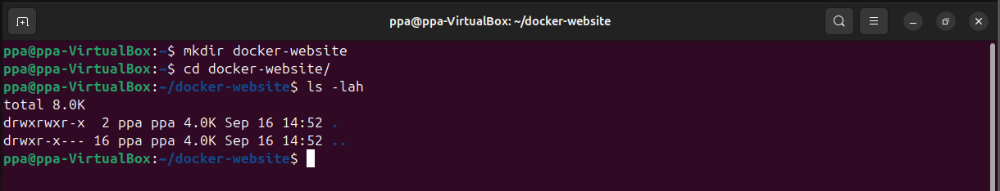 ppa@ppa-VirtualBox: ~/docker-website
ppa@ppa-VirtualBox:~$ mkdir docker-website
ppa@ppa-VirtualBox:~$ cd docker-website/
ppa@ppa-VirtualBox:~/docker-website$ ls -lah
total 8.0K
drwxrwxr-x  2 ppa ppa 4.0K Sep 16 14:52 .
drwxr-x--- 16 ppa ppa 4.0K Sep 16 14:52 ..
ppa@ppa-VirtualBox:~/docker-website$